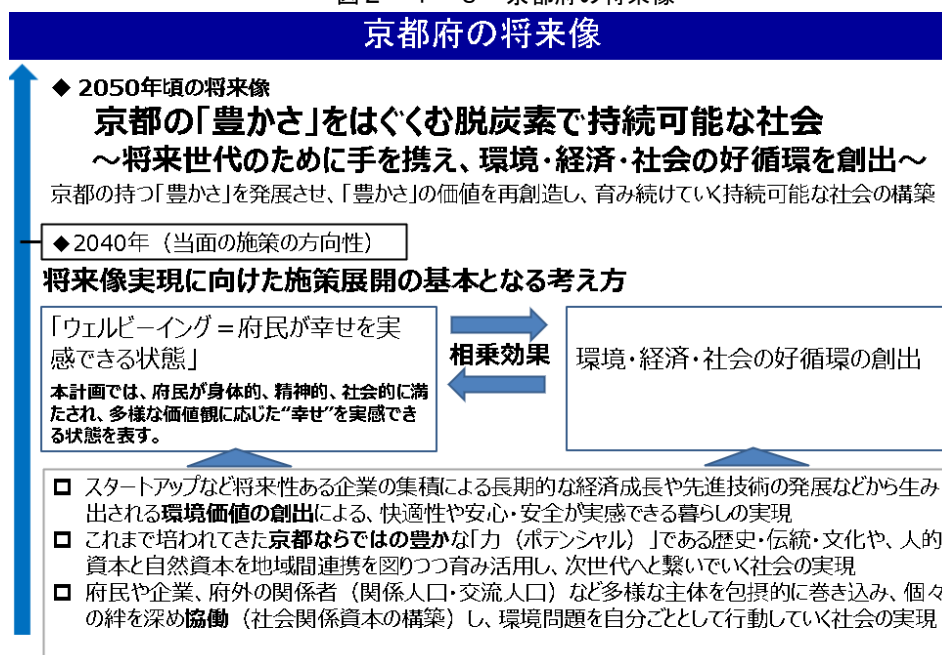 京都府の将来像
◆ 2050年頃の将来像
京都の「豊かさ」をはぐくむ脱炭素で持続可能な社会
～将来世代のために手を携え、環境・経済・社会の好循環を創出～
京都の持つ「豊かさ」を発展させ、「豊かさ」の価値を再創造し、育み続けていく持続可能な社会の構築
◆2040年（当面の施策の方向性）
将来像実現に向けた施策展開の基本となる考え方
「ウェルビーイング＝府民が幸せを実
感できる状態」
本計画では、府民が身体的、精神的、社会的に満
たされ、多様な価値観に応じた“幸せ”を実感でき
る状態を表す。
相乗効果
環境・経済・社会の好循環の創出
□ スタートアップなど将来性ある企業の集積による長期的な経済成長や先進技術の発展などから生み
出される環境価値の創出による、快適性や安心・安全が実感できる暮らしの実現
□ これまで培われてきた京都ならではの豊かな「力（ポテンシャル）」である歴史・伝統・文化や、人的
資本と自然資本を地域間連携を図りつつ育み活用し、次世代へと繋いでいく社会の実現
□ 府民や企業、府外の関係者（関係人口・交流人口）など多様な主体を包摂的に巻き込み、個々
の絆を深め協働（社会関係資本の構築）し、環境問題を自分ごととして行動していく社会の実現